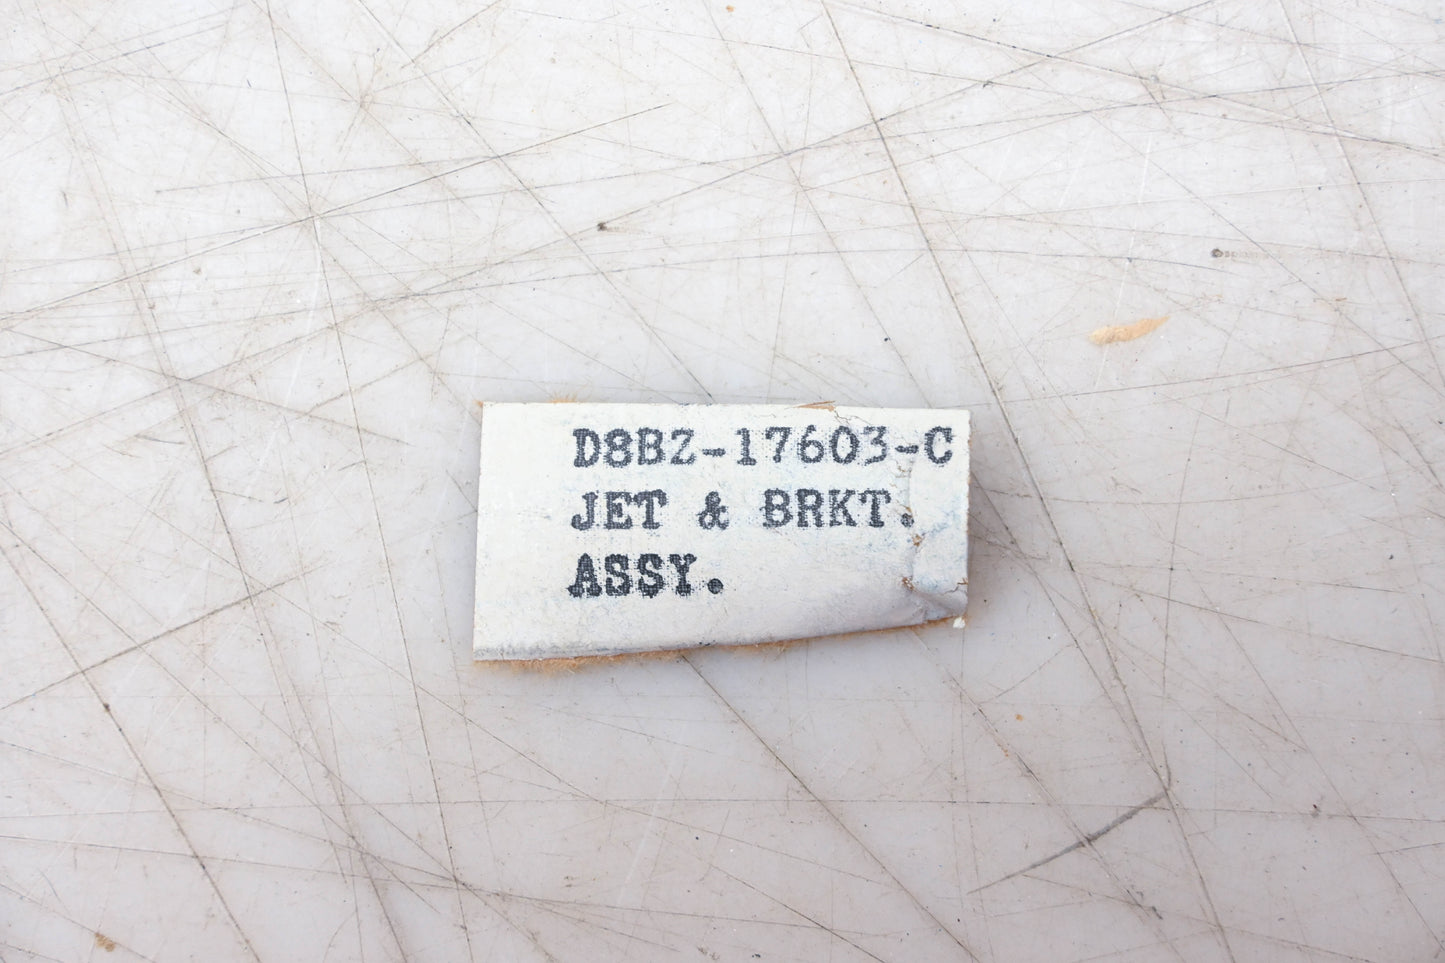 D8BZ-17603-C
JET & BRKT.
ASSY.